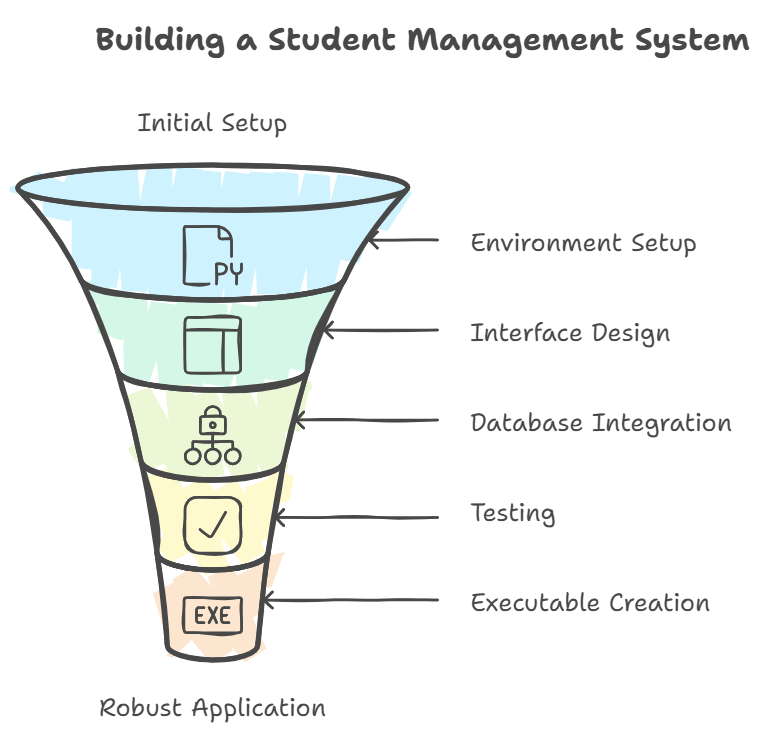 Building a Student Management System
Initial Setup
PY
Environment Setup
Interface Design
Database Integration
Testing
EXE
Executable Creation
Robust Application